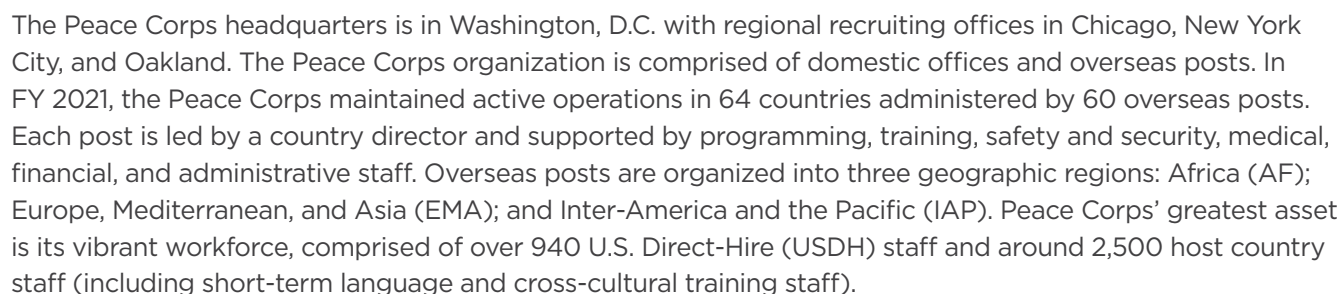 The Peace Corps headquarters is in Washington, D.C. with regional recruiting offices in Chicago, New York
City, and Oakland. The Peace Corps organization is comprised of domestic offices and overseas posts. In
FY 2021, the Peace Corps maintained active operations in 64 countries administered by 60 overseas posts.
Each post is led by a country director and supported by programming, training, safety and security, medical,
financial, and administrative staff. Overseas posts are organized into three geographic regions: Africa (AF);
Europe, Mediterranean, and Asia (EMA); and Inter-America and the Pacific (IAP). Peace Corps’ greatest asset
is its vibrant workforce, comprised of over 940 U.S. Direct-Hire (USDH) staff and around 2,500 host country
staff (including short-term language and cross-cultural training staff).